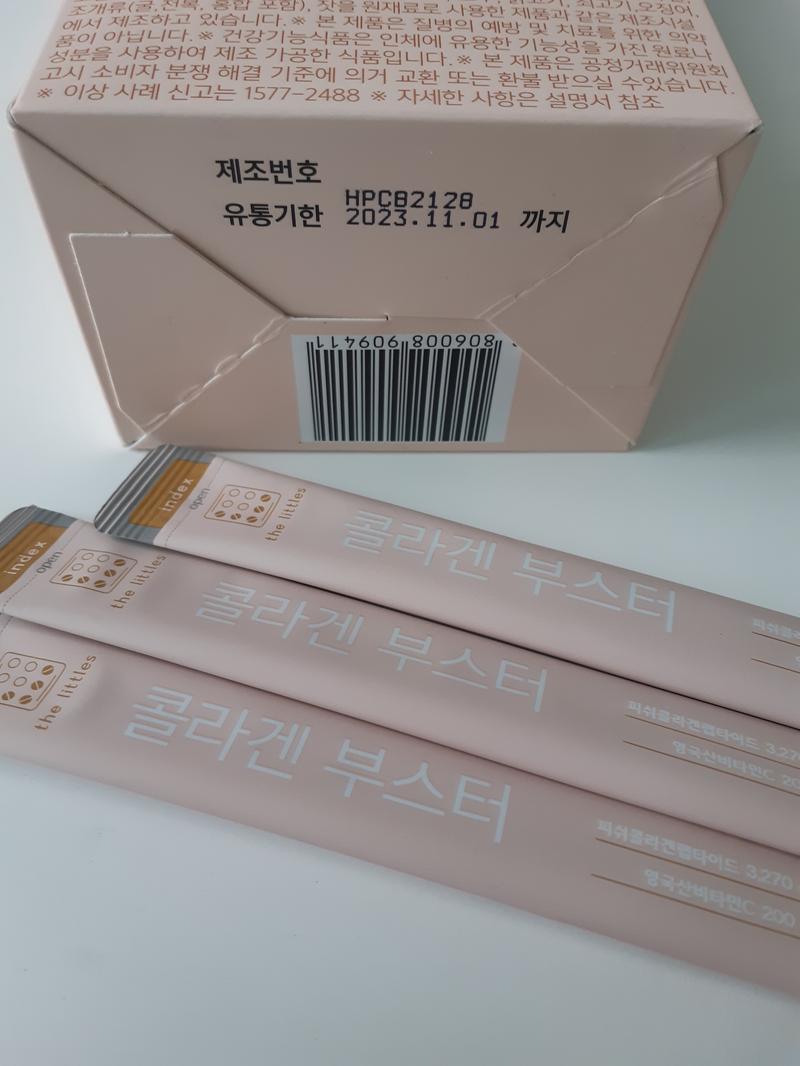 조개류(굴,전복, 홍합 포함), 잣을 원재료로 사용한 제품과 같은 제조시설
에서 제조하고 있습니다.※ 본 제품은 질병의 예방 및 치료를 위한 의약
품이 아닙니다.※ 건강기능식품은 인체에 유용한 기능성을 가진 원료나
성분을 사용하여 제조 가공한 식품입니다.※ 본 제품은 공정거래위원회
고시 소비자 분쟁 해결 기준에 의거 교환 또는 환불 받으실 수있습니다.
※ 이상 사례 신고는 1577-2488 ※ 자세한 사항은 설명서 참조
제조번호 HPCB2128
유통기한 2023.11.01 까지
8 806008 909411
index
open
the littles
콜라겐 부스터
index
open
the littles
콜라겐 부스터
피쉬콜라겐펩타이드 3,270
영국산비타민C 200
the littles
콜라겐 부스터
피쉬콜라겐펩타이드 3,270
영국산비타민C 200